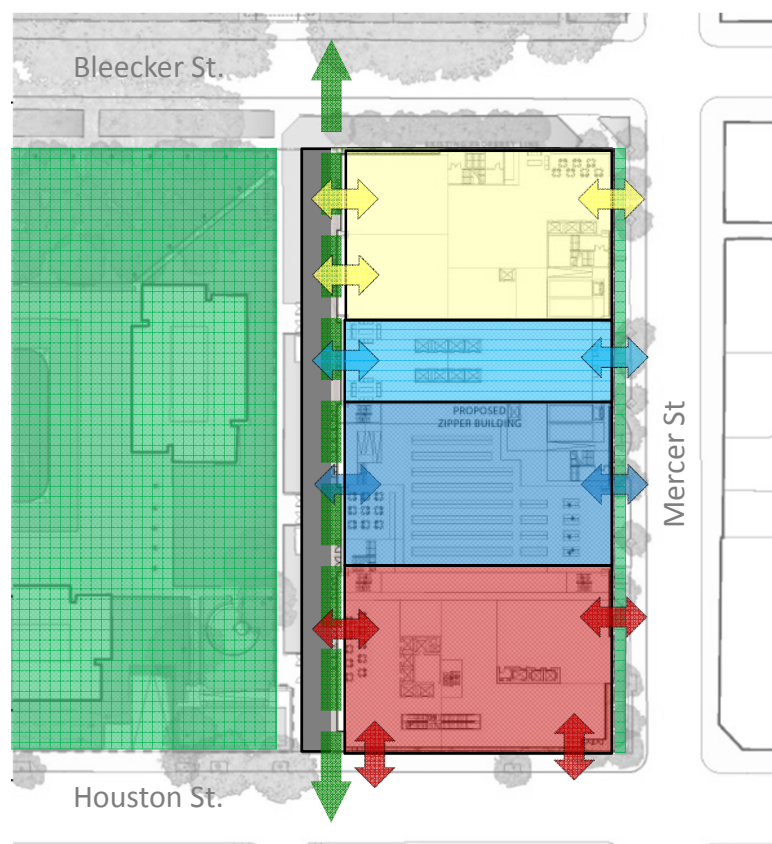 Bleecker St.
PROPOSED
ZIPPER BUILDING
Mercer St
Houston St.